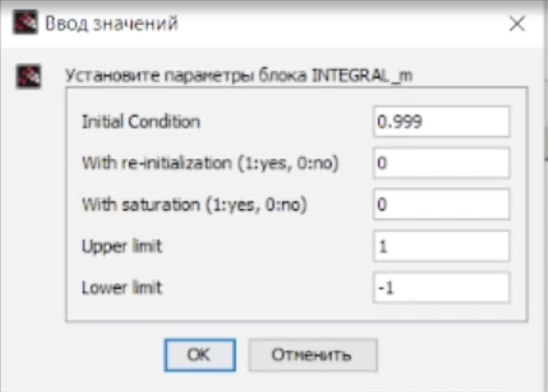 Ввод значений
Установите параметры блока INTEGRAL_m
Initial Condition 0.999
With re-initialization (1:yes, 0:no) 0
With saturation (1:yes, 0:no) 0
Upper limit 1
Lower limit -1
OK Отменить